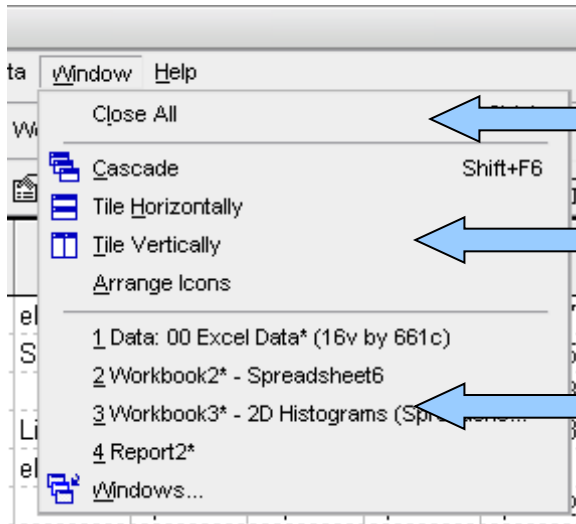 ta Window Help
Close All
Cascade Shift+F6
Tile Horizontally
Tile Vertically
Arrange Icons
1 Data: 00 Excel Data* (16v by 661c)
2 Workbook2* - Spreadsheet6
3 Workbook3* - 2D Histograms
4 Report2*
Windows...